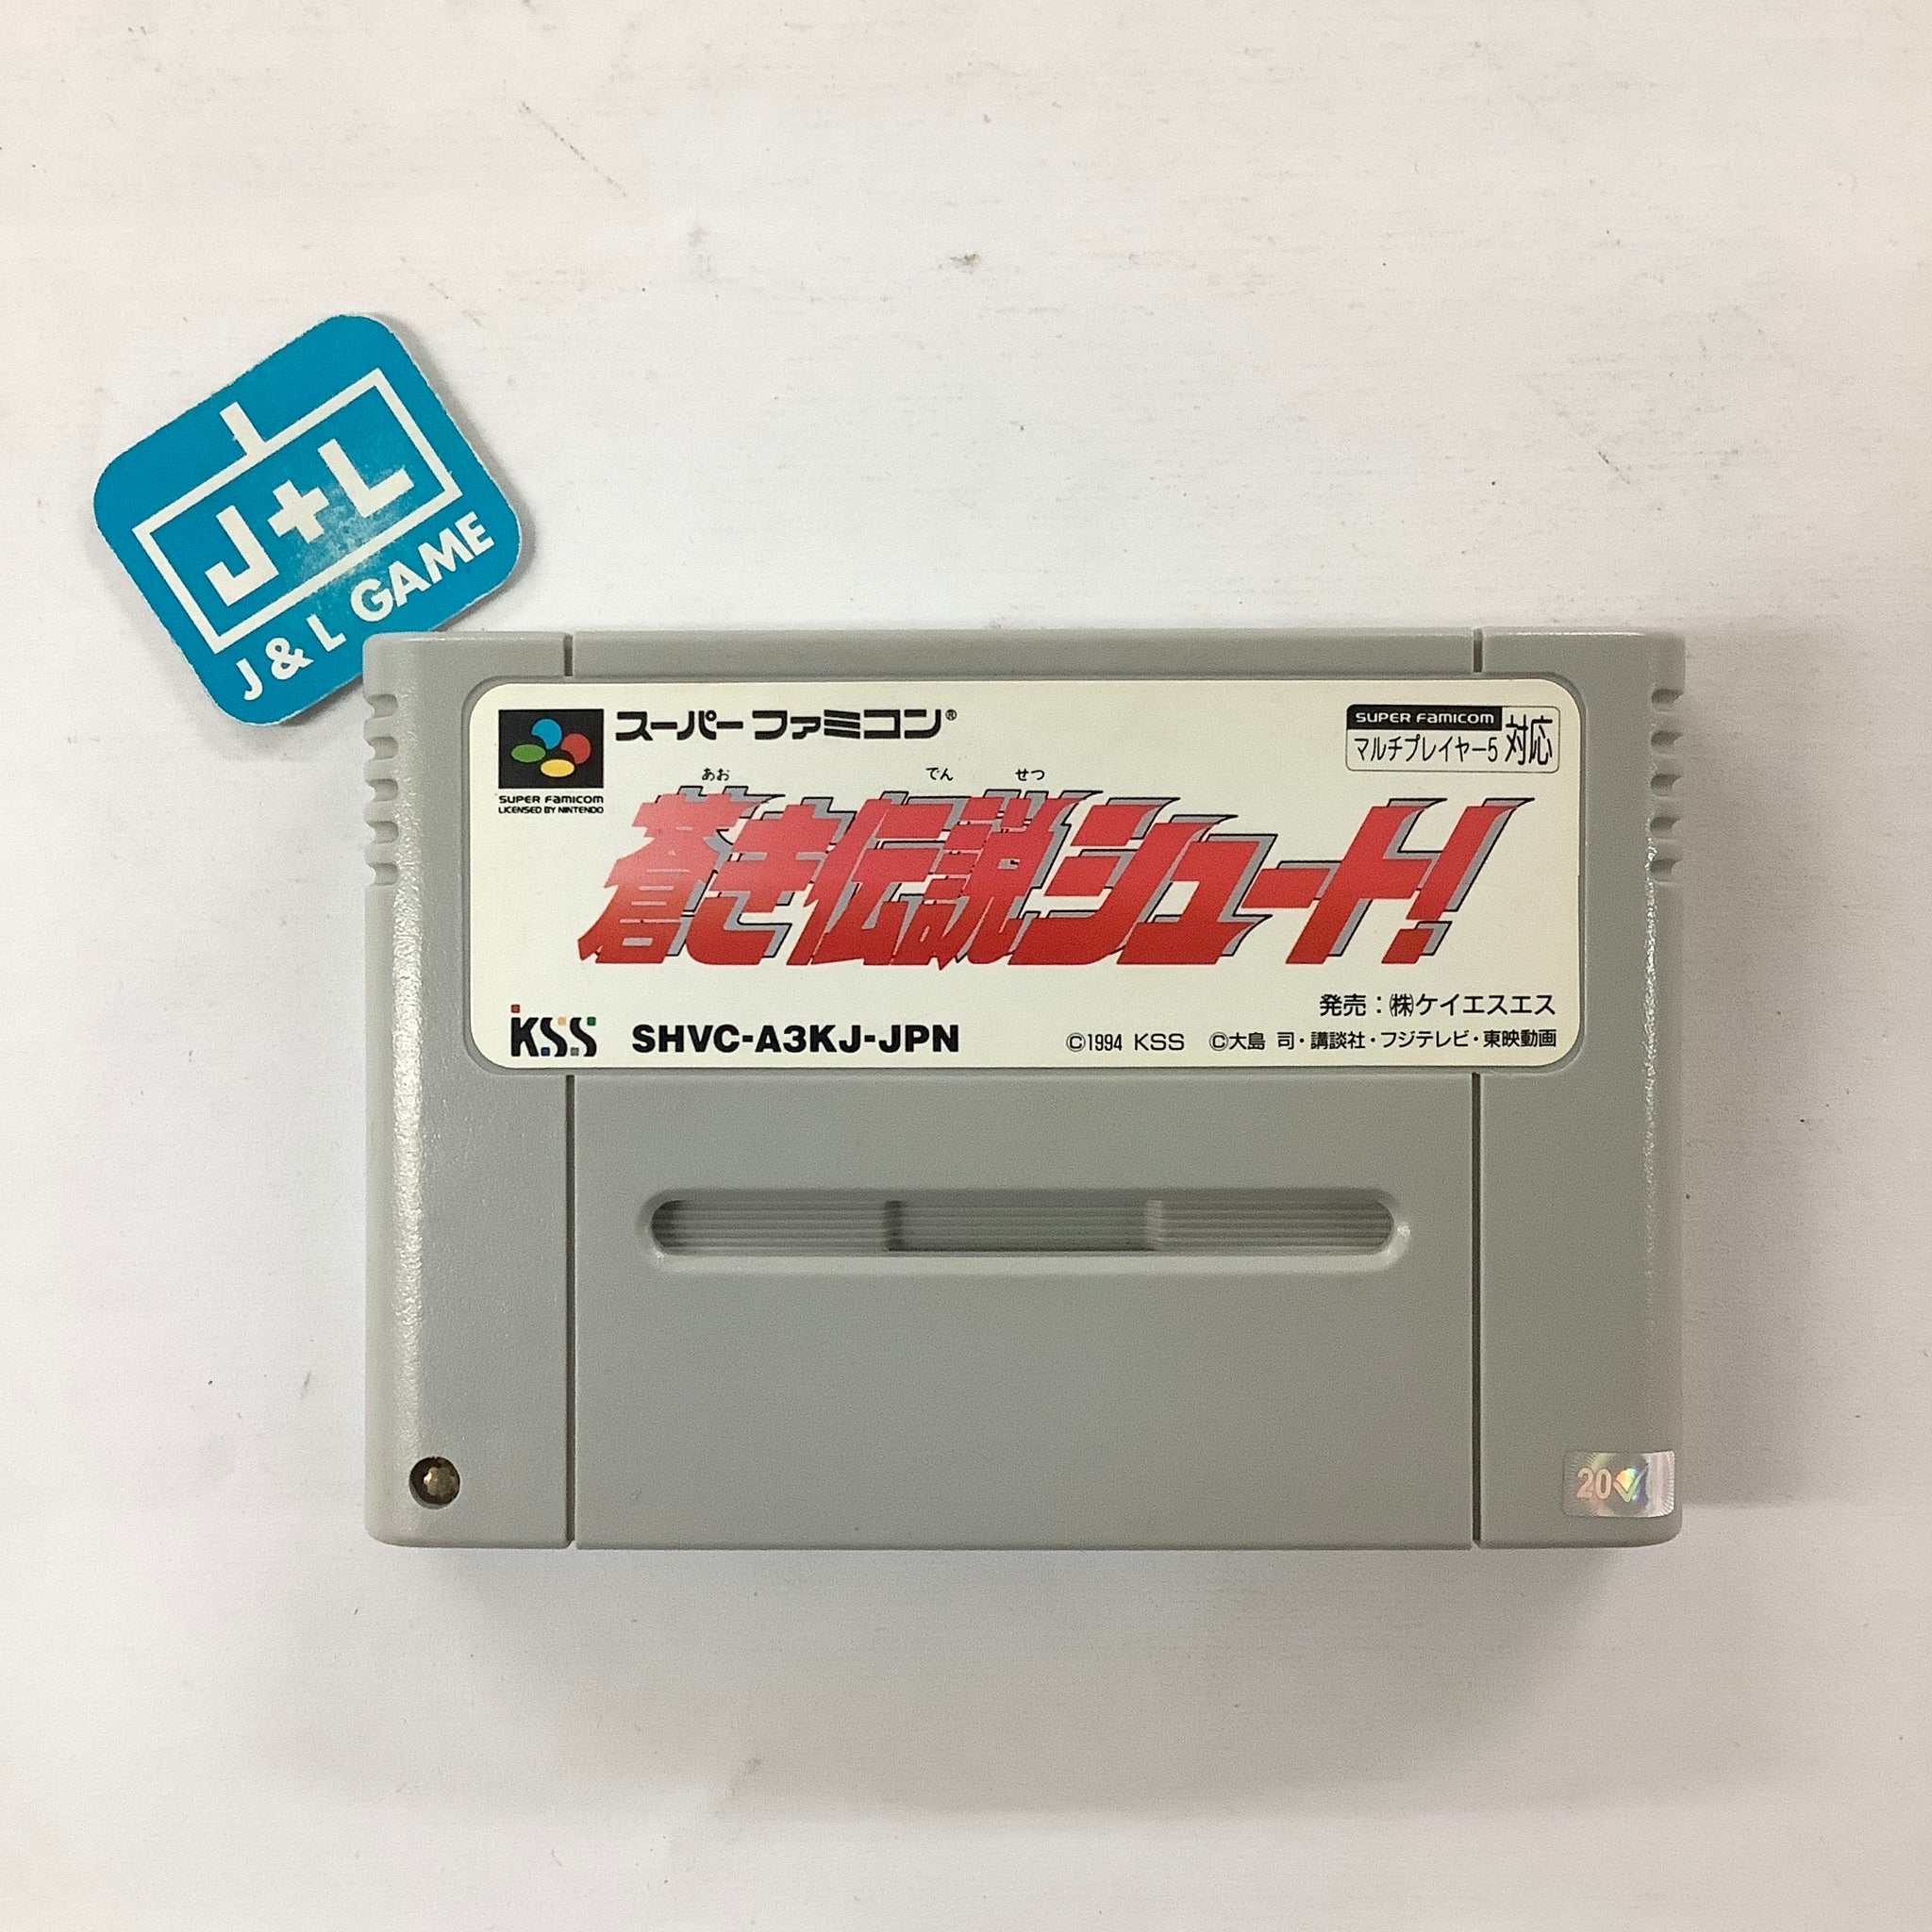 J+L
J & L GAME
スーパーファミコン®
SUPER FAMICOM
LICENSED BY NINTENDO
SUPER FAMICOM
マルチプレイヤー5 対応
あお でん せつ
蒼き伝説シュート!
発売:㈱ケイエスエス
KSS SHVC-A3KJ-JPN
©1994 KSS ©大島 司・講談社・フジテレビ・東映動画
20